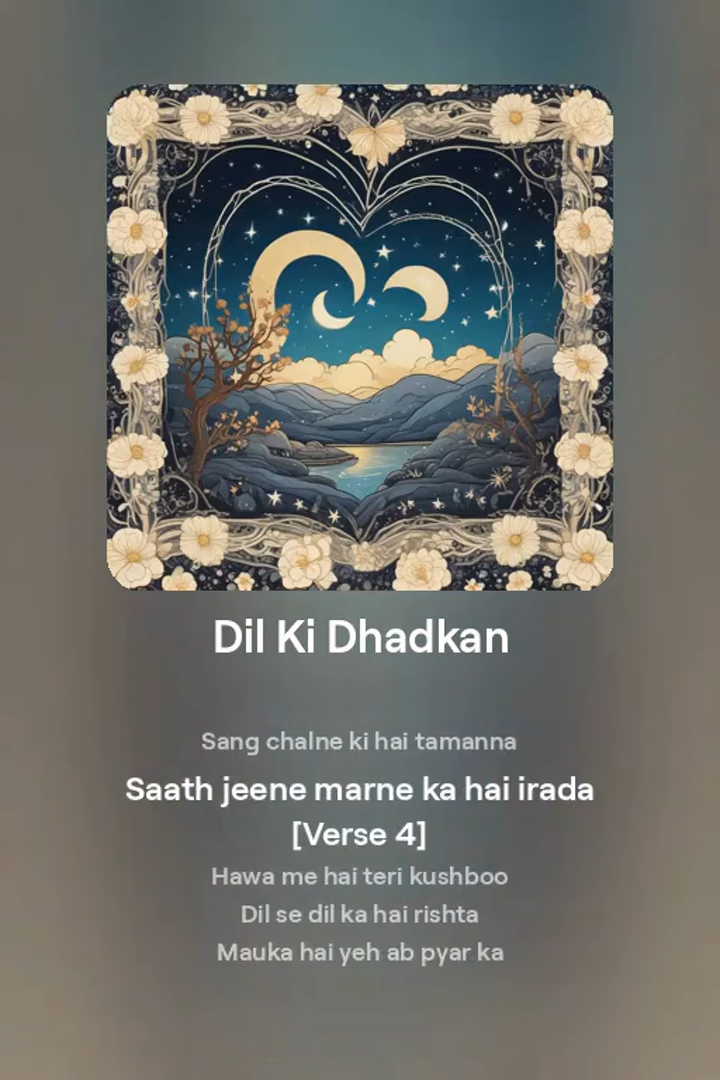 Dil Ki Dhadkan
Sang chalne ki hai tamanna
Saath jeene marne ka hai irada
[Verse 4]
Hawa me hai teri kushboo
Dil se dil ka hai rishta
Mauka hai yeh ab pyar ka